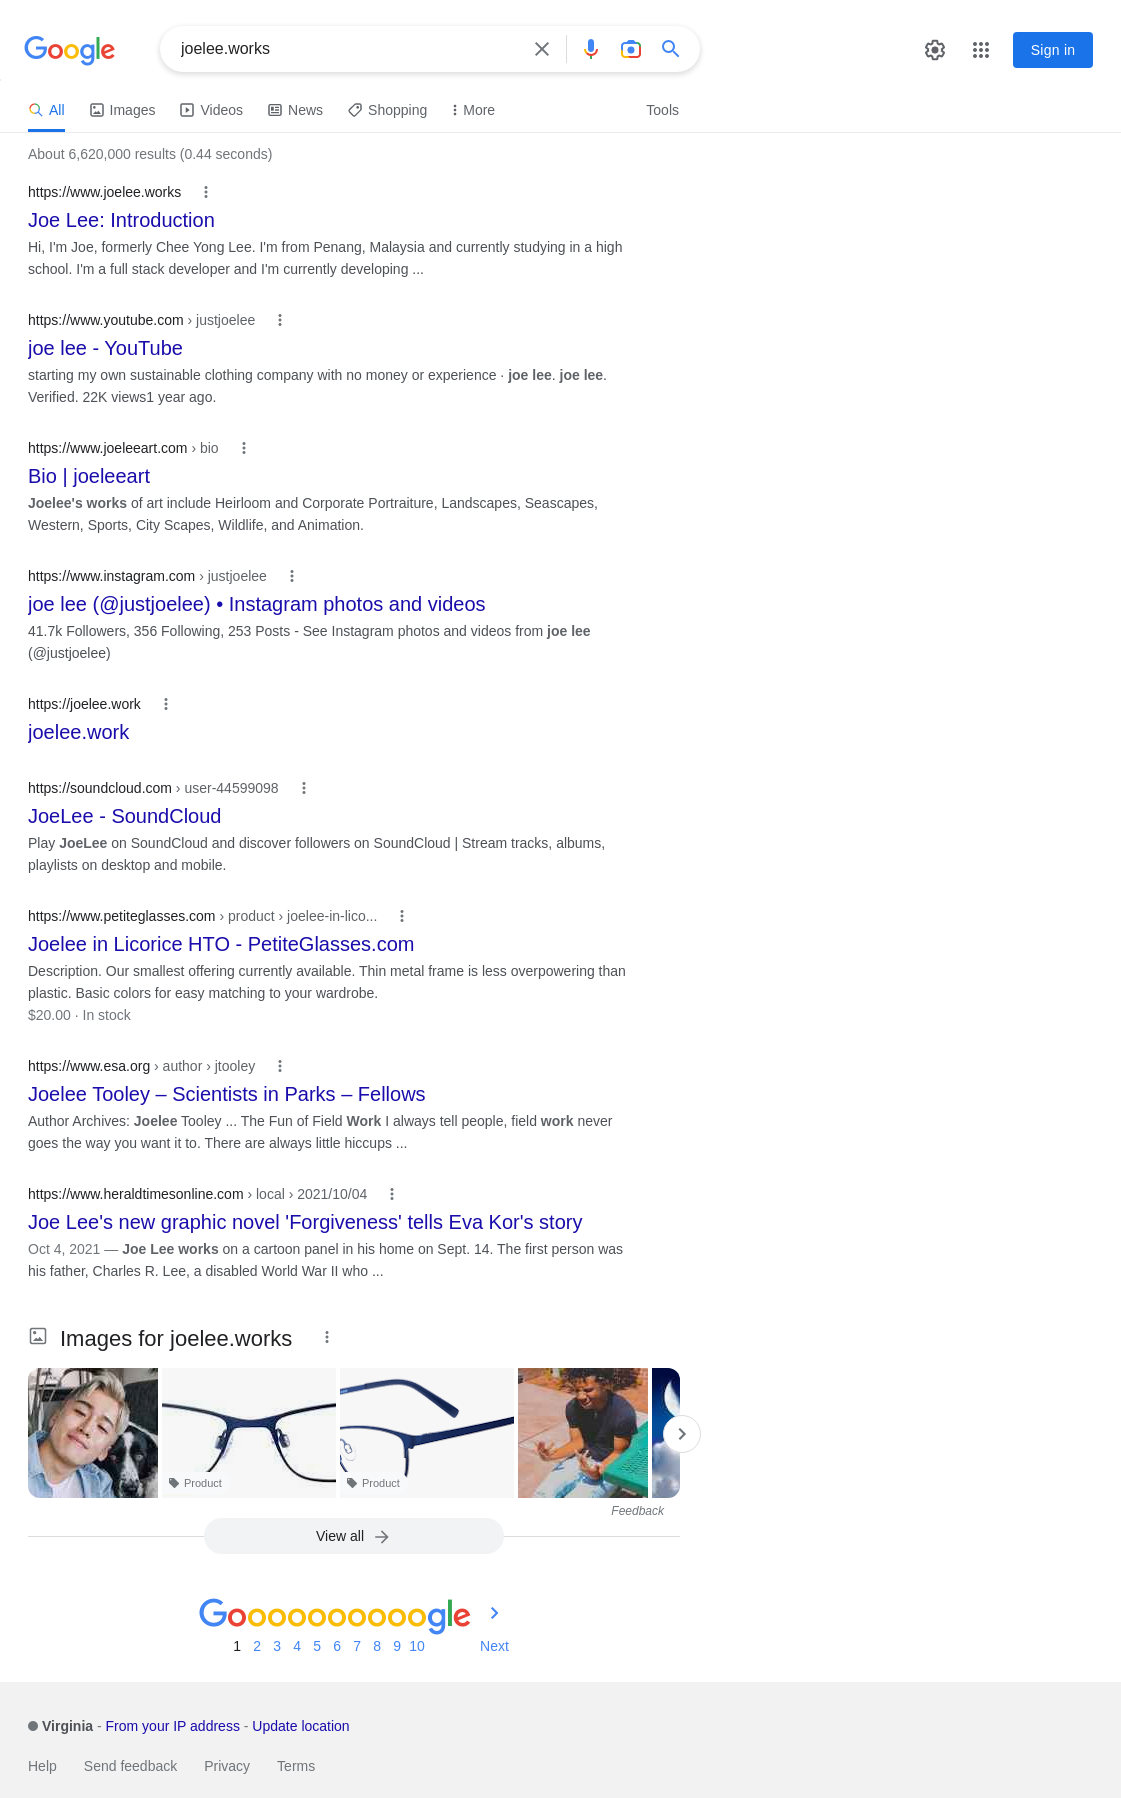 Google
joelee.works
Sign in
All
Images
Videos
News
Shopping
More
Tools
About 6,620,000 results (0.44 seconds)
https://www.joelee.works
Joe Lee: Introduction
Hi, I'm Joe, formerly Chee Yong Lee. I'm from Penang, Malaysia and currently studying in a high
school. I'm a full stack developer and I'm currently developing ...
https://www.youtube.com › justjoelee
joe lee - YouTube
starting my own sustainable clothing company with no money or experience · joe lee. joe lee.
Verified. 22K views1 year ago.
https://www.joeleeart.com › bio
Bio | joeleeart
Joelee's works of art include Heirloom and Corporate Portraiture, Landscapes, Seascapes,
Western, Sports, City Scapes, Wildlife, and Animation.
https://www.instagram.com › justjoelee
joe lee (@justjoelee) • Instagram photos and videos
41.7k Followers, 356 Following, 253 Posts - See Instagram photos and videos from joe lee
(@justjoelee)
https://joelee.work
joelee.work
https://soundcloud.com › user-44599098
JoeLee - SoundCloud
Play JoeLee on SoundCloud and discover followers on SoundCloud | Stream tracks, albums,
playlists on desktop and mobile.
https://www.petiteglasses.com › product › joelee-in-lico...
Joelee in Licorice HTO - PetiteGlasses.com
Description. Our smallest offering currently available. Thin metal frame is less overpowering than
plastic. Basic colors for easy matching to your wardrobe.
$20.00 · In stock
https://www.esa.org › author › jtooley
Joelee Tooley – Scientists in Parks – Fellows
Author Archives: Joelee Tooley ... The Fun of Field Work I always tell people, field work never
goes the way you want it to. There are always little hiccups ...
https://www.heraldtimesonline.com › local › 2021/10/04
Joe Lee's new graphic novel 'Forgiveness' tells Eva Kor's story
Oct 4, 2021 — Joe Lee works on a cartoon panel in his home on Sept. 14. The first person was
his father, Charles R. Lee, a disabled World War II who ...
Images for joelee.works
Product
Product
Feedback
View all
Goooooooooogle
1 2 3 4 5 6 7 8 9 10 Next
Virginia - From your IP address - Update location
Help Send feedback Privacy Terms